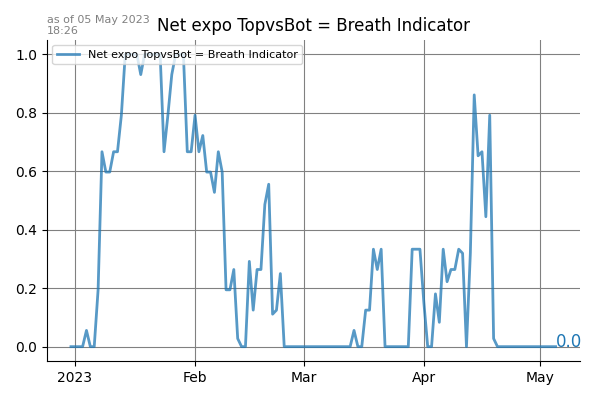 as of 05 May 2023
18:26
Net expo TopvsBot = Breath Indicator
Net expo TopvsBot = Breath Indicator
1.0
0.8
0.6
0.4
0.2
0.0
0.0
2023
Feb
Mar
Apr
May